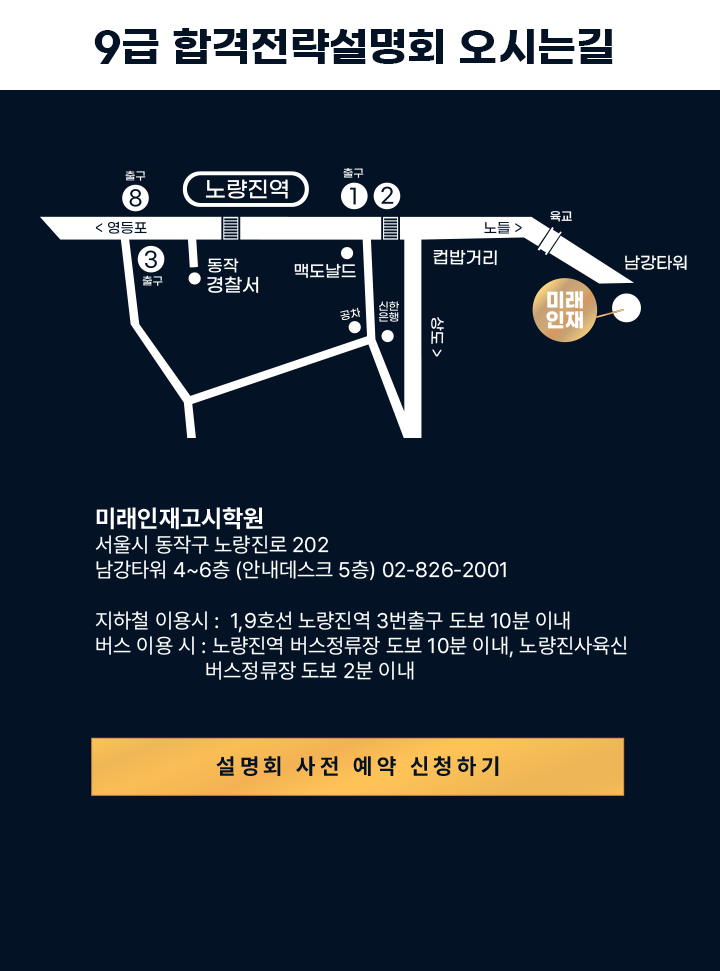 9급 합격전략설명회 오시는길
출구
8
노량진역
출구
1
2
< 영등포
노들 >
육교
3
출구
동작
경찰서
맥도날드
컵밥거리
남강타워
공차
신한
은행
상도 >
미래
인재
미래인재고시학원
서울시 동작구 노량진로 202
남강타워 4~6층 (안내데스크 5층) 02-826-2001
지하철 이용시 : 1,9호선 노량진역 3번출구 도보 10분 이내
버스 이용 시 : 노량진역 버스정류장 도보 10분 이내, 노량진사육신
버스정류장 도보 2분 이내
설명회 사전 예약 신청하기